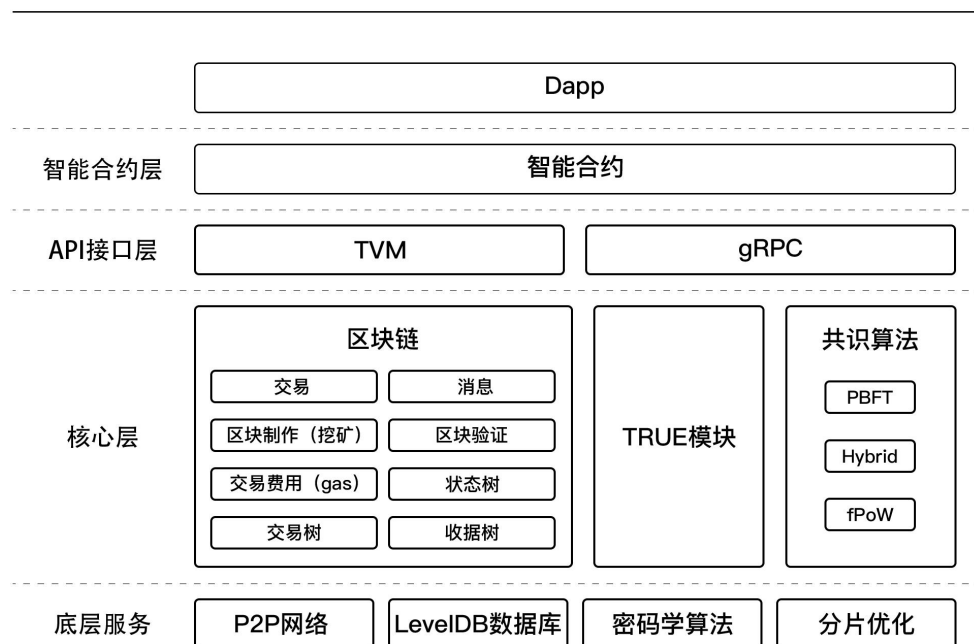 Dapp
智能合约层
智能合约
API接口层
TVM
gRPC
核心层
区块链
交易
消息
区块制作（挖矿）
区块验证
交易费用（gas）
状态树
交易树
收据树
TRUE模块
共识算法
PBFT
Hybrid
fPoW
底层服务
P2P网络
LevelDB数据库
密码学算法
分片优化